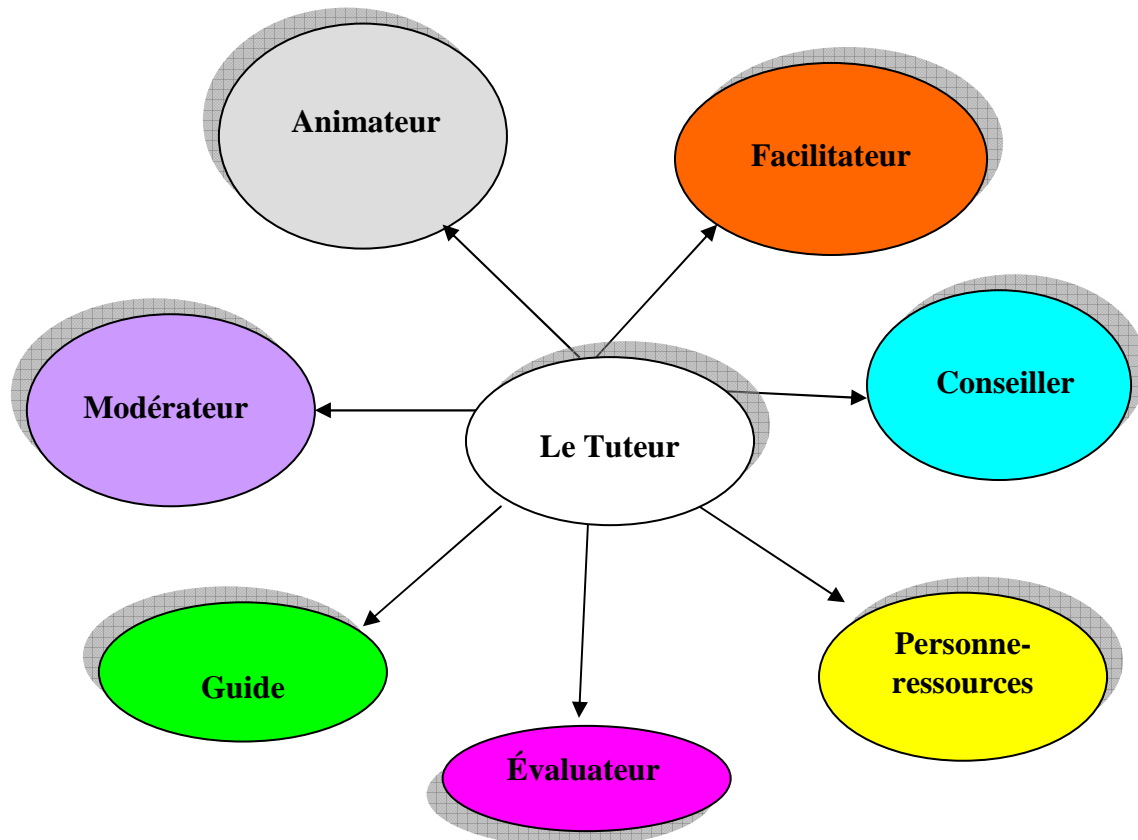 Animateur
Facilitateur
Conseiller
Modérateur
Le Tuteur
Personne-
ressources
Guide
Évaluateur